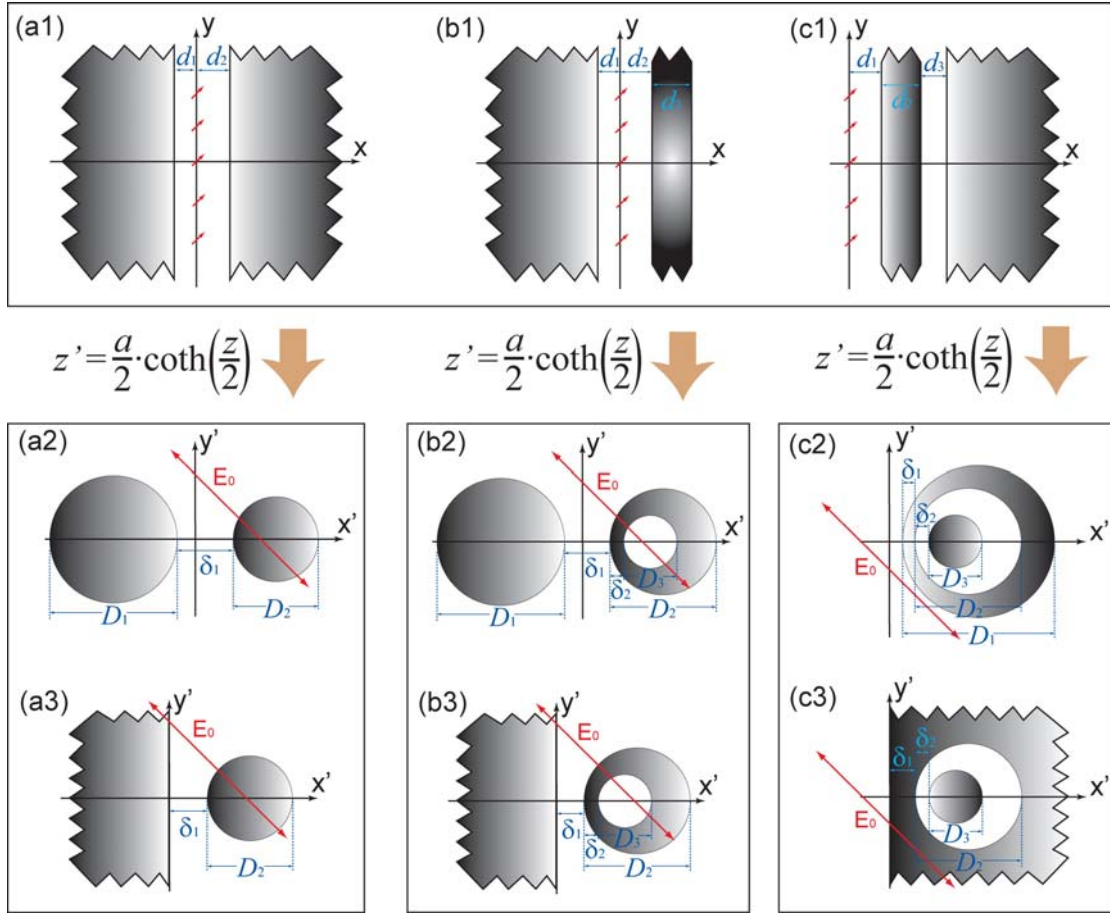 (a1) y d₁ d₂ x
(b1) y d₁ d₂ d₃ x
(c1) y d₁ d₂ d₃ x
z’=a/2·coth(z/2)
z’=a/2·coth(z/2)
z’=a/2·coth(z/2)
(a2) y’ E₀ x’ δ₁ D₁ D₂
(b2) y’ E₀ x’ δ₁ δ₂ D₃ D₁ D₂
(c2) y’ δ₁ δ₂ x’ E₀ D₃ D₂ D₁
(a3) y’ E₀ x’ δ₁ D₂
(b3) y’ E₀ x’ δ₁ δ₂ D₃ D₂
(c3) y’ δ₂ δ₁ x’ E₀ D₃ D₂